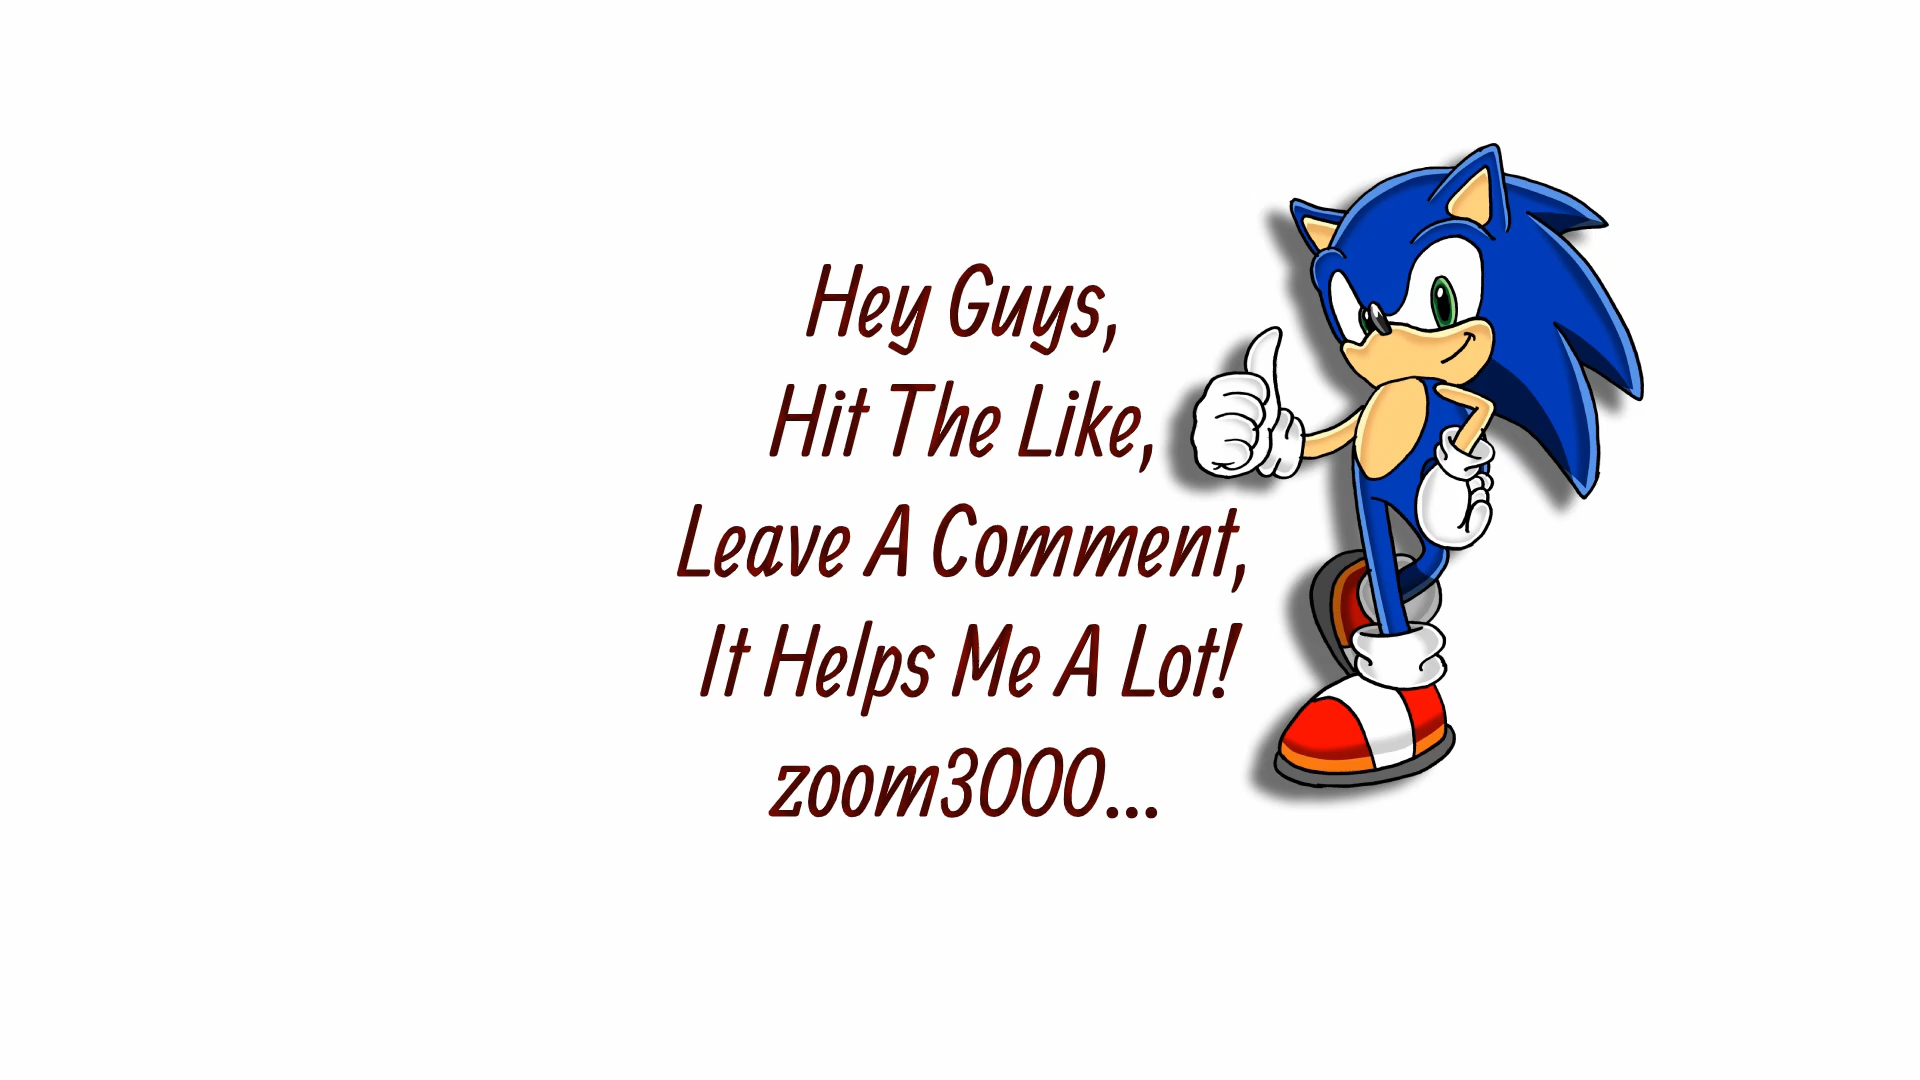 Hey Guys,
Hit The Like,
Leave A Comment,
It Helps Me A Lot!
zoom3000...